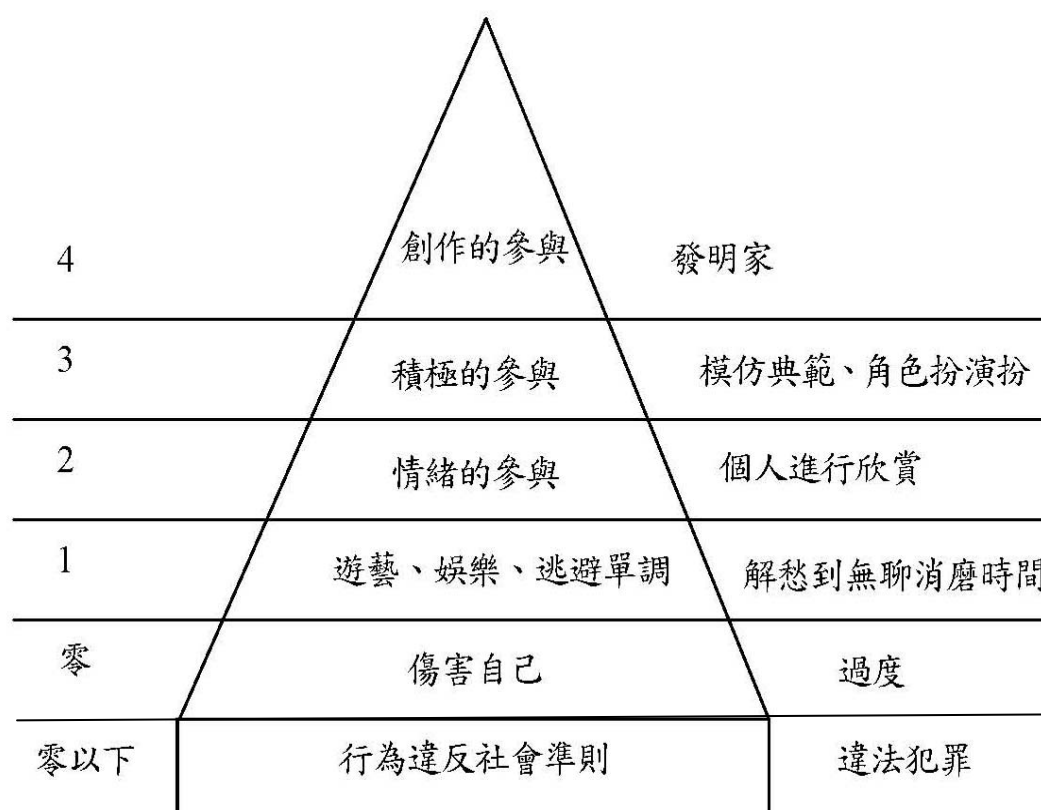 4 創作的參與 發明家
3 積極的參與 模仿典範、角色扮演扮
2 情緒的參與 個人進行欣賞
1 遊藝、娛樂、逃避單調 解愁到無聊消磨時間
零 傷害自己 過度
零以下 行為違反社會準則 違法犯罪